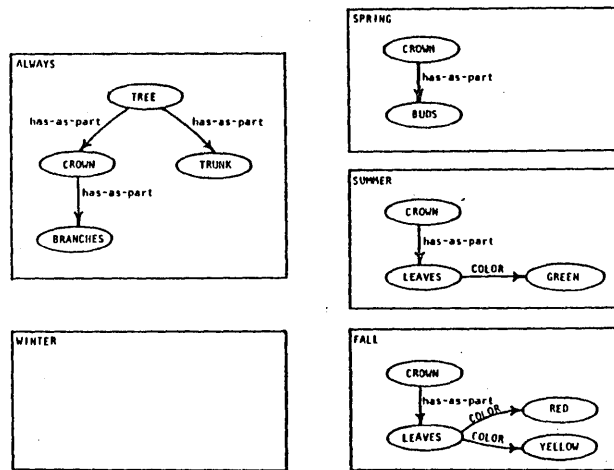 ALWAYS
TREE
has-as-part has-as-part
CROWN TRUNK
has-as-part
BRANCHES
WINTER
SPRING
CROWN
has-as-part
BUDS
SUMMER
CROWN
has-as-part
LEAVES COLOR GREEN
FALL
CROWN
has-as-part
COLOR RED
LEAVES COLOR YELLOW